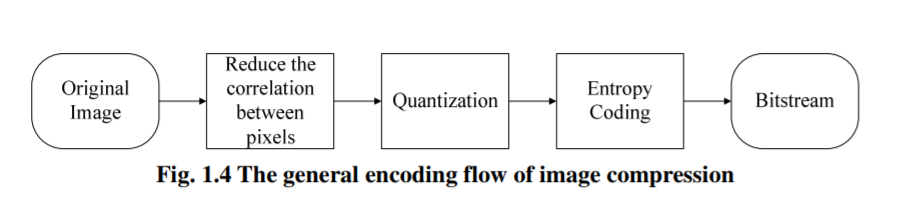 Original
Image
Reduce the
correlation
between
pixels
Quantization
Entropy
Coding
Bitstream
Fig. 1.4 The general encoding flow of image compression